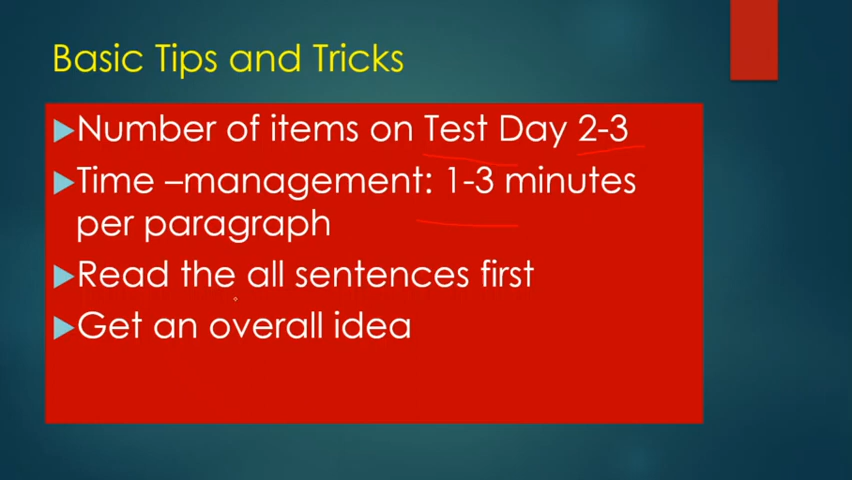 Basic Tips and Tricks
Number of items on Test Day 2-3
Time –management: 1-3 minutes
per paragraph
Read the all sentences first
Get an overall idea